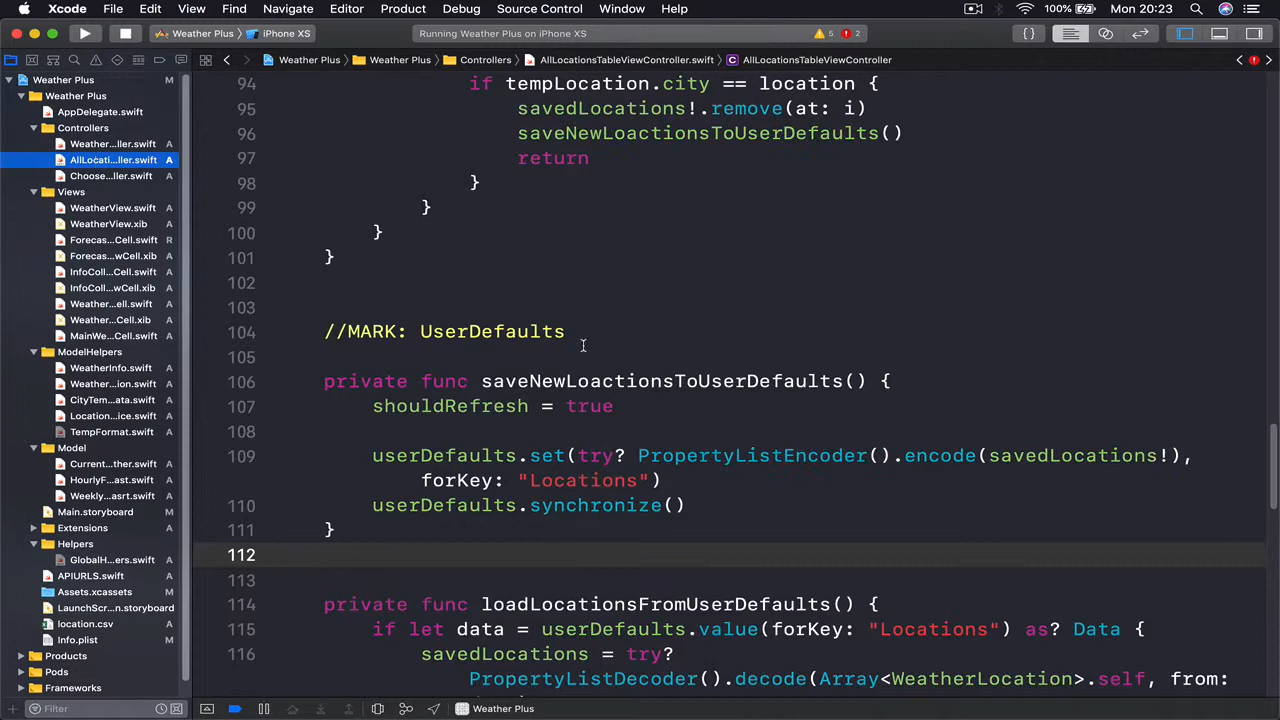 Xcode File Edit View Find Navigate Editor Product Debug Source Control Window Help 100% Mon 20:23
Weather Plus iPhone XS Running Weather Plus on iPhone XS 5 2
Weather Plus Weather Plus Controllers AllLocationsTableViewController.swift C AllLocationsTableViewController
Weather Plus M
Weather Plus
AppDelegate.swift
Controllers
Weather...ller.swift A
AllLocati...ller.swift A
Choose...ller.swift A
Views
WeatherView.swift A
WeatherView.xib A
Forecas...Cell.swift R
Forecas...wCell.xib A
InfoColl...Cell.swift A
InfoColl...wCell.xib A
Weather...ell.swift A
Weather...Cell.xib A
MainWe...Cell.swift A
ModelHelpers
WeatherInfo.swift A
Weather...ion.swift A
CityTem...ata.swift A
Location...ice.swift A
TempFormat.swift A
Model
Current...ther.swift A
HourlyF...ast.swift A
Weekly...asrt.swift A
Main.storyboard M
Extensions A
Helpers
GlobalH...ers.swift A
APIURLS.swift A
Assets.xcassets A
LaunchScr...n.storyboard
location.csv A
Info.plist A
Products
Pods
Frameworks
Filter
94 if tempLocation.city == location {
95 savedLocations!.remove(at: i)
96 saveNewLoactionsToUserDefaults()
97 return
98 }
99 }
100 }
101 }
102
103
104 //MARK: UserDefaults
105
106 private func saveNewLoactionsToUserDefaults() {
107 shouldRefresh = true
108
109 userDefaults.set(try? PropertyListEncoder().encode(savedLocations!),
forKey: "Locations")
110 userDefaults.synchronize()
111 }
112
113
114 private func loadLocationsFromUserDefaults() {
115 if let data = userDefaults.value(forKey: "Locations") as? Data {
116 savedLocations = try?
PropertyListDecoder().decode(Array<WeatherLocation>.self, from:
Weather Plus